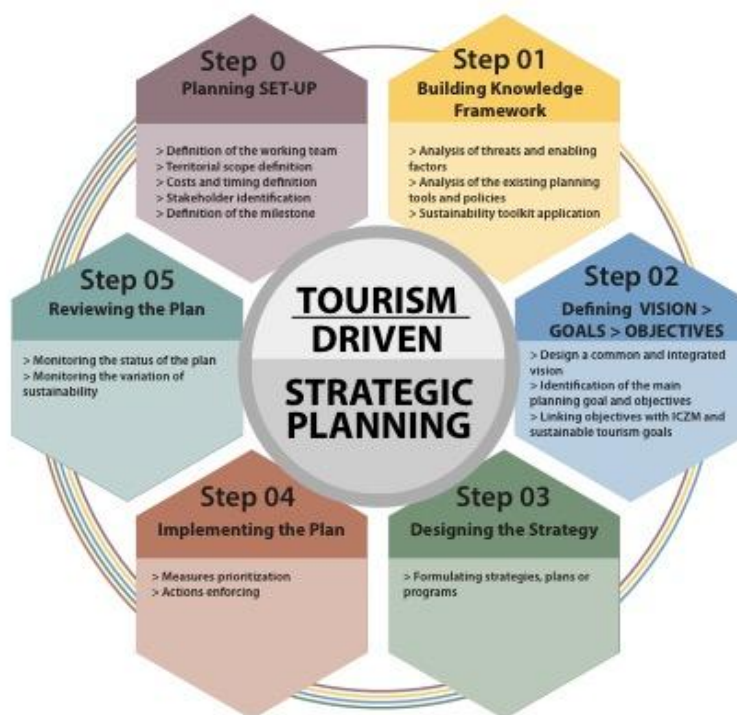 Step 0
Planning SET-UP
> Definition of the working team
> Territorial scope definition
> Costs and timing definition
> Stakeholder identification
> Definition of the milestone
Step 01
Building Knowledge
Framework
> Analysis of threats and enabling
factors
> Analysis of the existing planning
tools and policies
> Sustainability toolkit application
Step 02
Defining VISION >
GOALS > OBJECTIVES
> Design a common and integrated
vision
> Identification of the main
planning goal and objectives
> Linking objectives with ICZM and
sustainable tourism goals
Step 03
Designing the Strategy
> Formulating strategies, plans or
programs
Step 04
Implementing the Plan
> Measures prioritization
> Actions enforcing
Step 05
Reviewing the Plan
> Monitoring the status of the plan
> Monitoring the variation of
sustainability
TOURISM
DRIVEN
STRATEGIC
PLANNING